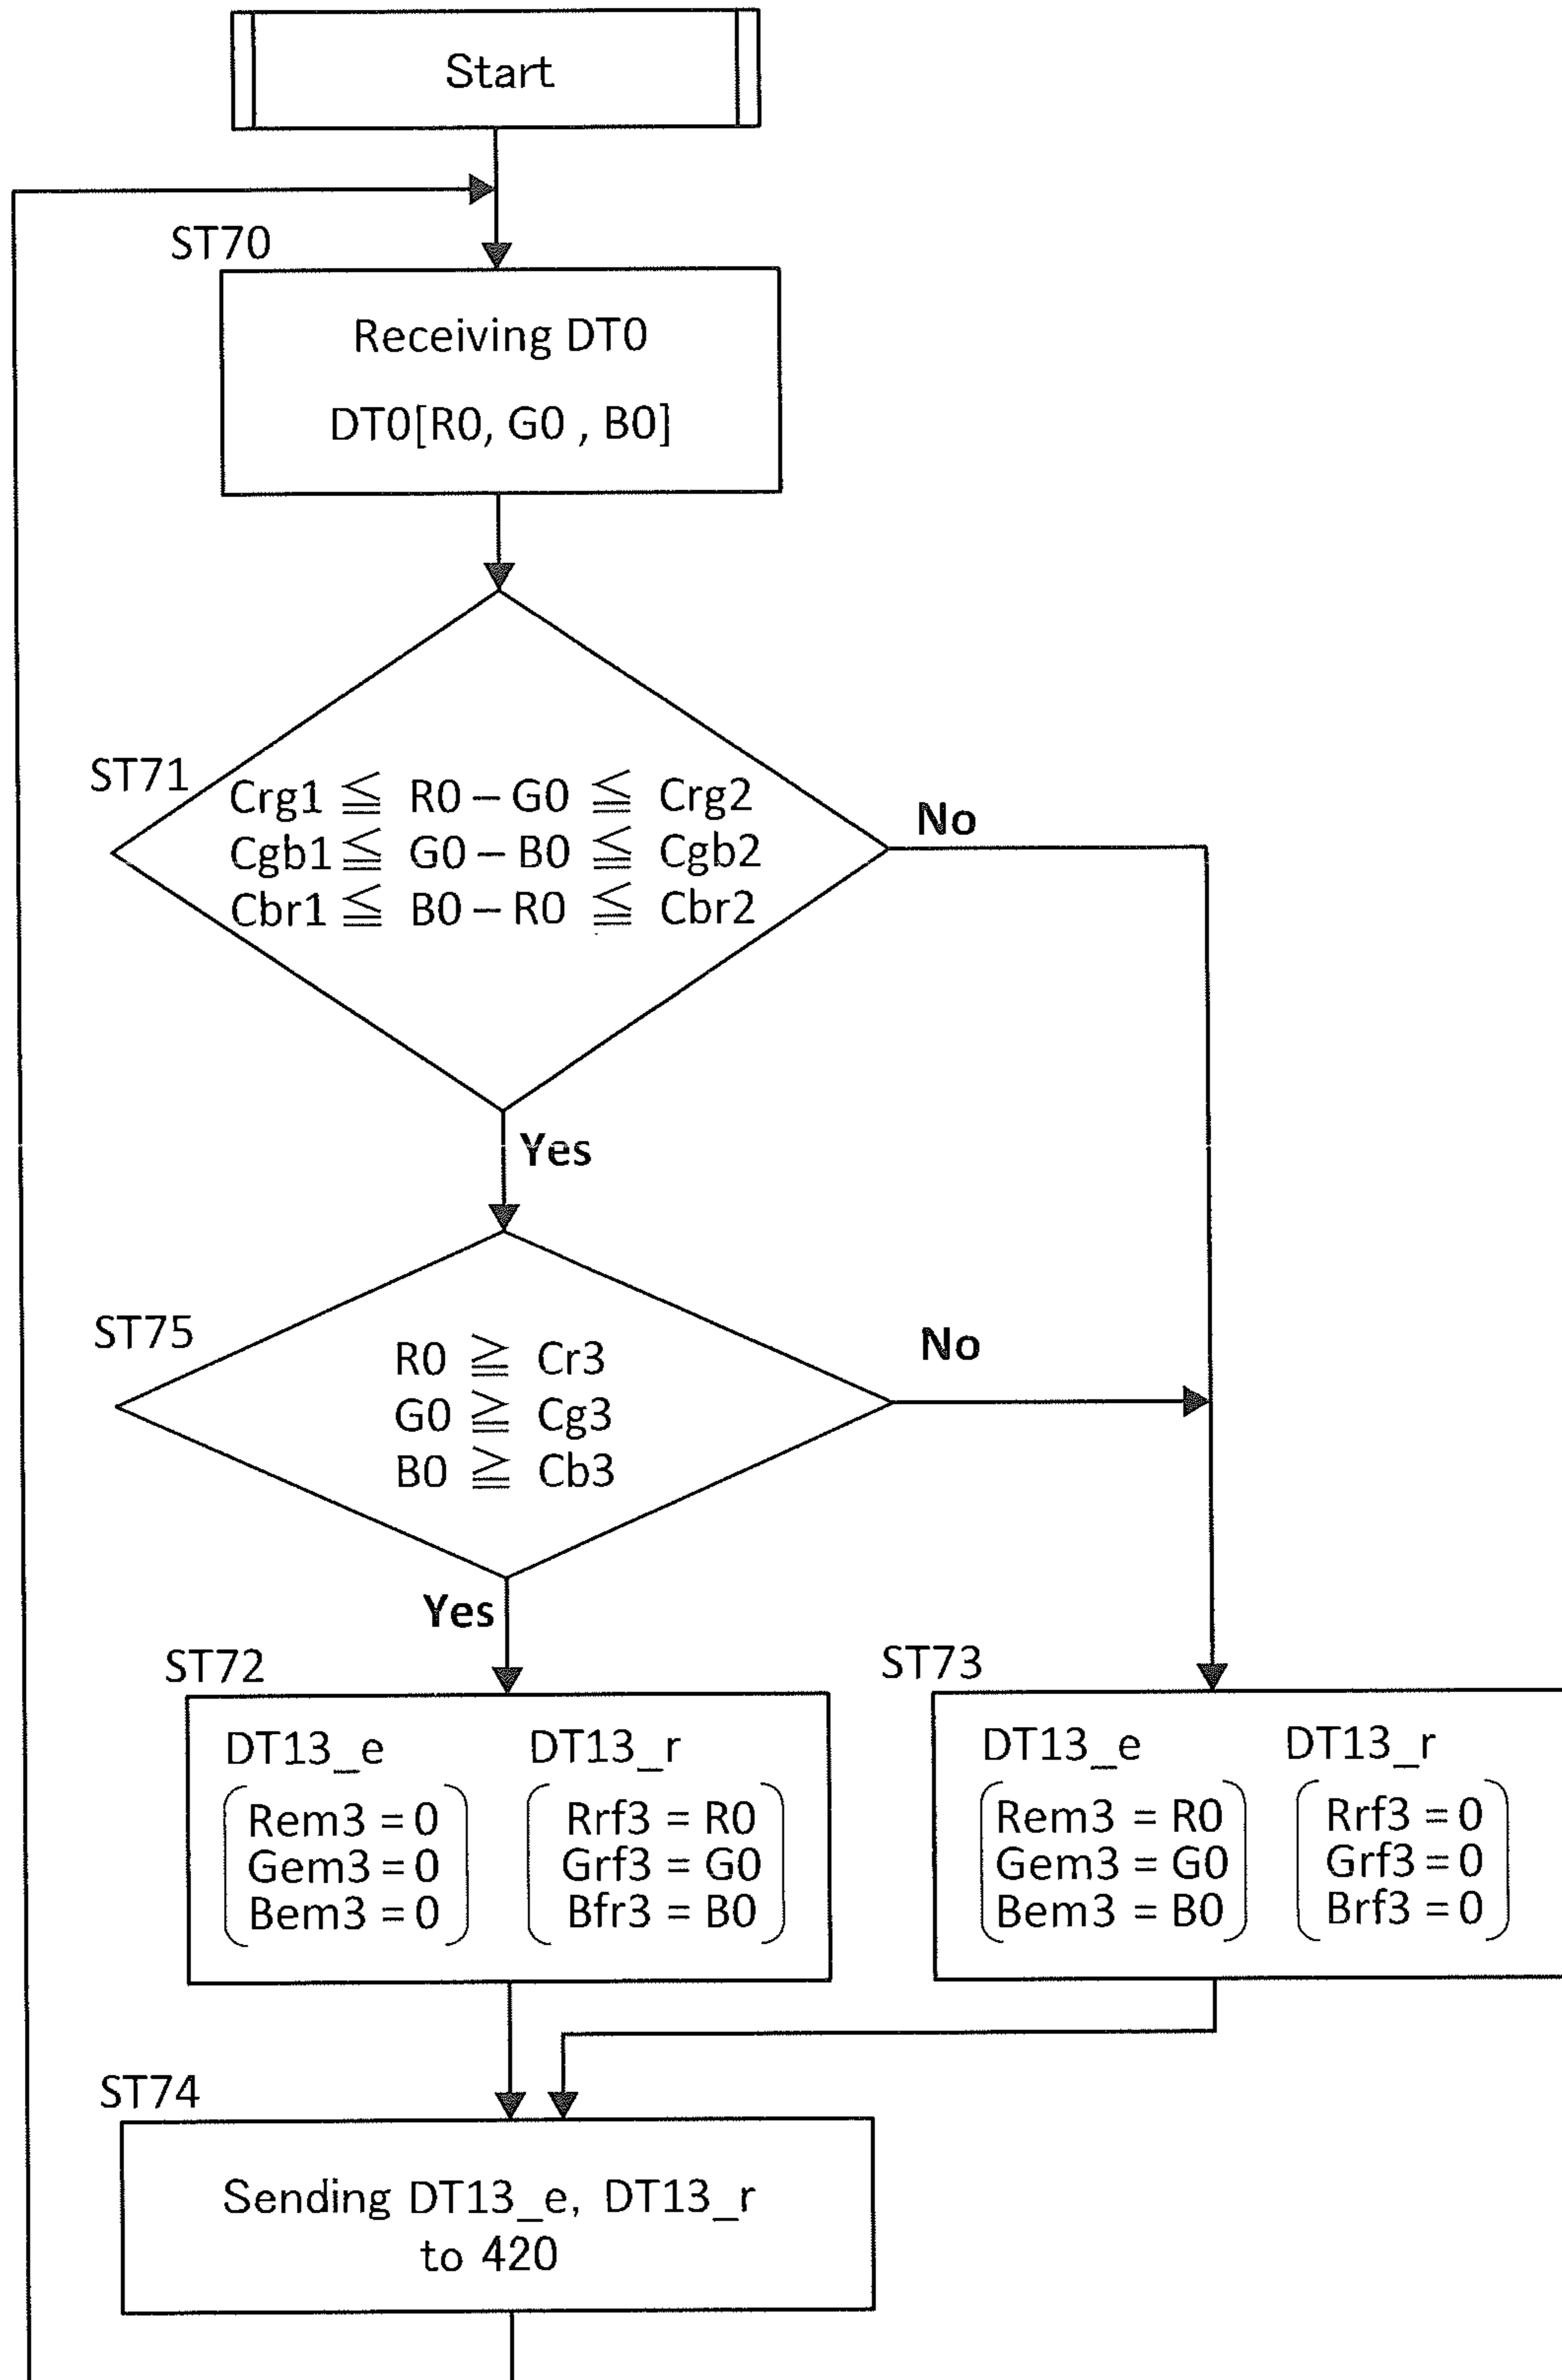 Start
ST70
Receiving DT0
DT0[R0, G0 , B0]
ST71
Crg1 ≦ R0 – G0 ≦ Crg2
Cgb1 ≦ G0 – B0 ≦ Cgb2
Cbr1 ≦ B0 – R0 ≦ Cbr2
No
Yes
ST75
R0 ≧ Cr3
G0 ≧ Cg3
B0 ≧ Cb3
No
Yes
ST72
DT13_e DT13_r
Rem3 = 0 Rrf3 = R0
Gem3 = 0 Grf3 = G0
Bem3 = 0 Bfr3 = B0
ST73
DT13_e DT13_r
Rem3 = R0 Rrf3 = 0
Gem3 = G0 Grf3 = 0
Bem3 = B0 Brf3 = 0
ST74
Sending DT13_e, DT13_r
to 420